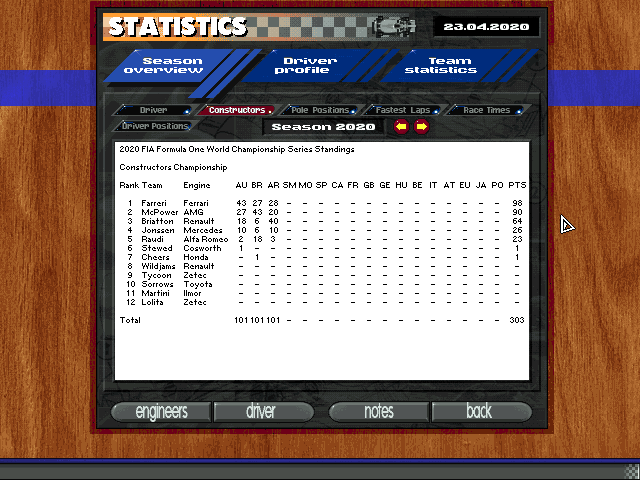 STATISTICS
23.04.2020
Season overview
Driver profile
Team statistics
Driver
Constructors
Pole Positions
Fastest Laps
Race Times
Driver Positions
Season 2020
2020 FIA Formula One World Championship Series Standings
Constructors Championship
Rank Team Engine AU BR AR SM MO SP CA FR GB GE HU BE IT AT EU JA PO PTS
1 Farreri Ferrari 43 27 28 – – – – – – – – – – – – – – 98
2 McPower AMG 27 43 20 – – – – – – – – – – – – – – 90
3 Briatton Renault 18 6 40 – – – – – – – – – – – – – – 64
4 Jonssen Mercedes 10 6 10 – – – – – – – – – – – – – – 26
5 Raudi Alfa Romeo 2 18 3 – – – – – – – – – – – – – – 23
6 Stewed Cosworth 1 – – – – – – – – – – – – – – – – 1
7 Cheers Honda – 1 – – – – – – – – – – – – – – – 1
8 Wildjams Renault – – – – – – – – – – – – – – – – – –
9 Tycoon Zetec – – – – – – – – – – – – – – – – – –
10 Sorrows Toyota – – – – – – – – – – – – – – – – – –
11 Martini Ilmor – – – – – – – – – – – – – – – – – –
12 Lolita Zetec – – – – – – – – – – – – – – – – – –
Total 101 101 101 – – – – – – – – – – – – – – 303
engineers
driver
notes
back